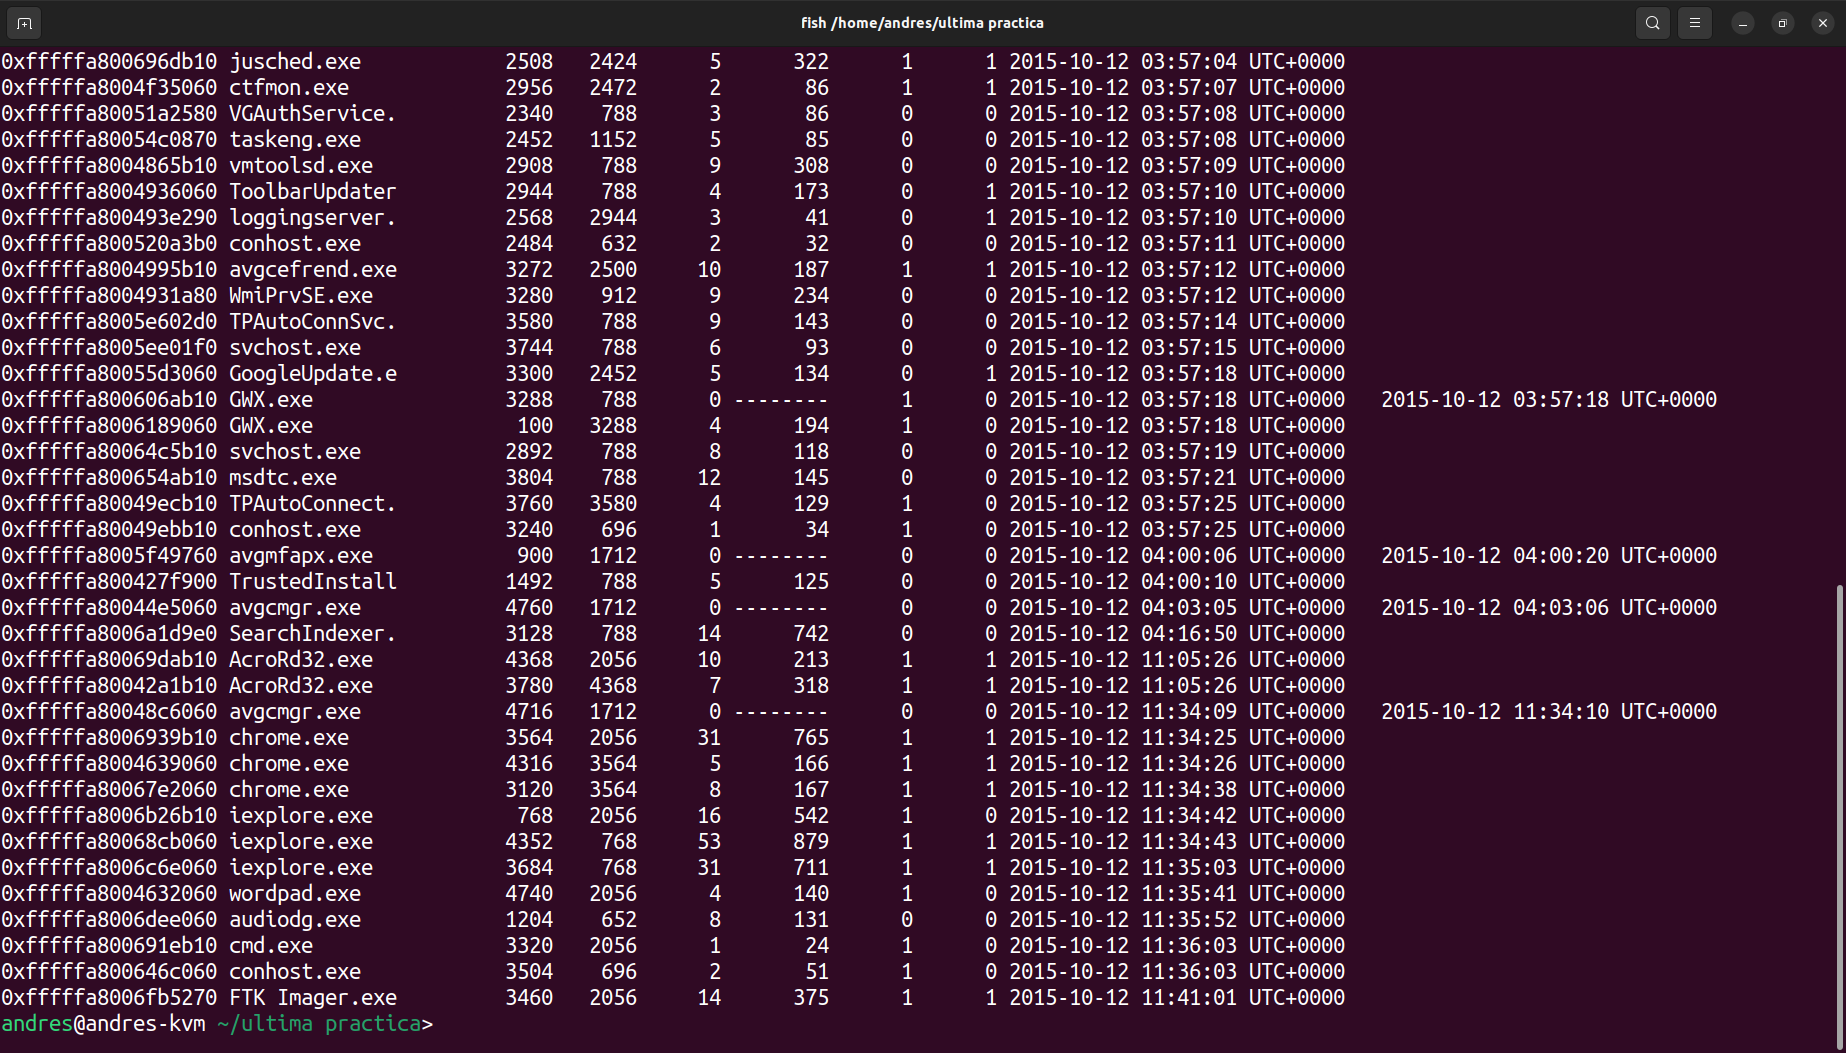 fish /home/andres/ultima practica
0xfffffa800696db10 jusched.exe 2508 2424 5 322 1 1 2015-10-12 03:57:04 UTC+0000
0xfffffa8004f35060 ctfmon.exe 2956 2472 2 86 1 1 2015-10-12 03:57:07 UTC+0000
0xfffffa80051a2580 VGAuthService. 2340 788 3 86 0 0 2015-10-12 03:57:08 UTC+0000
0xfffffa80054c0870 taskeng.exe 2452 1152 5 85 0 0 2015-10-12 03:57:08 UTC+0000
0xfffffa8004865b10 vmtoolsd.exe 2908 788 9 308 0 0 2015-10-12 03:57:09 UTC+0000
0xfffffa8004936060 ToolbarUpdater 2944 788 4 173 0 1 2015-10-12 03:57:10 UTC+0000
0xfffffa800493e290 loggingserver. 2568 2944 3 41 0 1 2015-10-12 03:57:10 UTC+0000
0xfffffa800520a3b0 conhost.exe 2484 632 2 32 0 0 2015-10-12 03:57:11 UTC+0000
0xfffffa8004995b10 avgcefrend.exe 3272 2500 10 187 1 1 2015-10-12 03:57:12 UTC+0000
0xfffffa8004931a80 WmiPrvSE.exe 3280 912 9 234 0 0 2015-10-12 03:57:12 UTC+0000
0xfffffa8005e602d0 TPAutoConnSvc. 3580 788 9 143 0 0 2015-10-12 03:57:14 UTC+0000
0xfffffa8005ee01f0 svchost.exe 3744 788 6 93 0 0 2015-10-12 03:57:15 UTC+0000
0xfffffa80055d3060 GoogleUpdate.e 3300 2452 5 134 0 1 2015-10-12 03:57:18 UTC+0000
0xfffffa800606ab10 GWX.exe 3288 788 0 -------- 1 0 2015-10-12 03:57:18 UTC+0000 2015-10-12 03:57:18 UTC+0000
0xfffffa8006189060 GWX.exe 100 3288 4 194 1 0 2015-10-12 03:57:18 UTC+0000
0xfffffa80064c5b10 svchost.exe 2892 788 8 118 0 0 2015-10-12 03:57:19 UTC+0000
0xfffffa800654ab10 msdtc.exe 3804 788 12 145 0 0 2015-10-12 03:57:21 UTC+0000
0xfffffa80049ecb10 TPAutoConnect. 3760 3580 4 129 1 0 2015-10-12 03:57:25 UTC+0000
0xfffffa80049ebb10 conhost.exe 3240 696 1 34 1 0 2015-10-12 03:57:25 UTC+0000
0xfffffa8005f49760 avgmfapx.exe 900 1712 0 -------- 0 0 2015-10-12 04:00:06 UTC+0000 2015-10-12 04:00:20 UTC+0000
0xfffffa800427f900 TrustedInstall 1492 788 5 125 0 0 2015-10-12 04:00:10 UTC+0000
0xfffffa80044e5060 avgcmgr.exe 4760 1712 0 -------- 0 0 2015-10-12 04:03:05 UTC+0000 2015-10-12 04:03:06 UTC+0000
0xfffffa8006a1d9e0 SearchIndexer. 3128 788 14 742 0 0 2015-10-12 04:16:50 UTC+0000
0xfffffa80069dab10 AcroRd32.exe 4368 2056 10 213 1 1 2015-10-12 11:05:26 UTC+0000
0xfffffa80042a1b10 AcroRd32.exe 3780 4368 7 318 1 1 2015-10-12 11:05:26 UTC+0000
0xfffffa80048c6060 avgcmgr.exe 4716 1712 0 -------- 0 0 2015-10-12 11:34:09 UTC+0000 2015-10-12 11:34:10 UTC+0000
0xfffffa8006939b10 chrome.exe 3564 2056 31 765 1 1 2015-10-12 11:34:25 UTC+0000
0xfffffa8004639060 chrome.exe 4316 3564 5 166 1 1 2015-10-12 11:34:26 UTC+0000
0xfffffa80067e2060 chrome.exe 3120 3564 8 167 1 1 2015-10-12 11:34:38 UTC+0000
0xfffffa8006b26b10 iexplore.exe 768 2056 16 542 1 0 2015-10-12 11:34:42 UTC+0000
0xfffffa80068cb060 iexplore.exe 4352 768 53 879 1 1 2015-10-12 11:34:43 UTC+0000
0xfffffa8006c6e060 iexplore.exe 3684 768 31 711 1 1 2015-10-12 11:35:03 UTC+0000
0xfffffa8004632060 wordpad.exe 4740 2056 4 140 1 0 2015-10-12 11:35:41 UTC+0000
0xfffffa8006dee060 audiodg.exe 1204 652 8 131 0 0 2015-10-12 11:35:52 UTC+0000
0xfffffa800691eb10 cmd.exe 3320 2056 1 24 1 0 2015-10-12 11:36:03 UTC+0000
0xfffffa800646c060 conhost.exe 3504 696 2 51 1 0 2015-10-12 11:36:03 UTC+0000
0xfffffa8006fb5270 FTK Imager.exe 3460 2056 14 375 1 1 2015-10-12 11:41:01 UTC+0000
andres@andres-kvm ~/ultima practica>